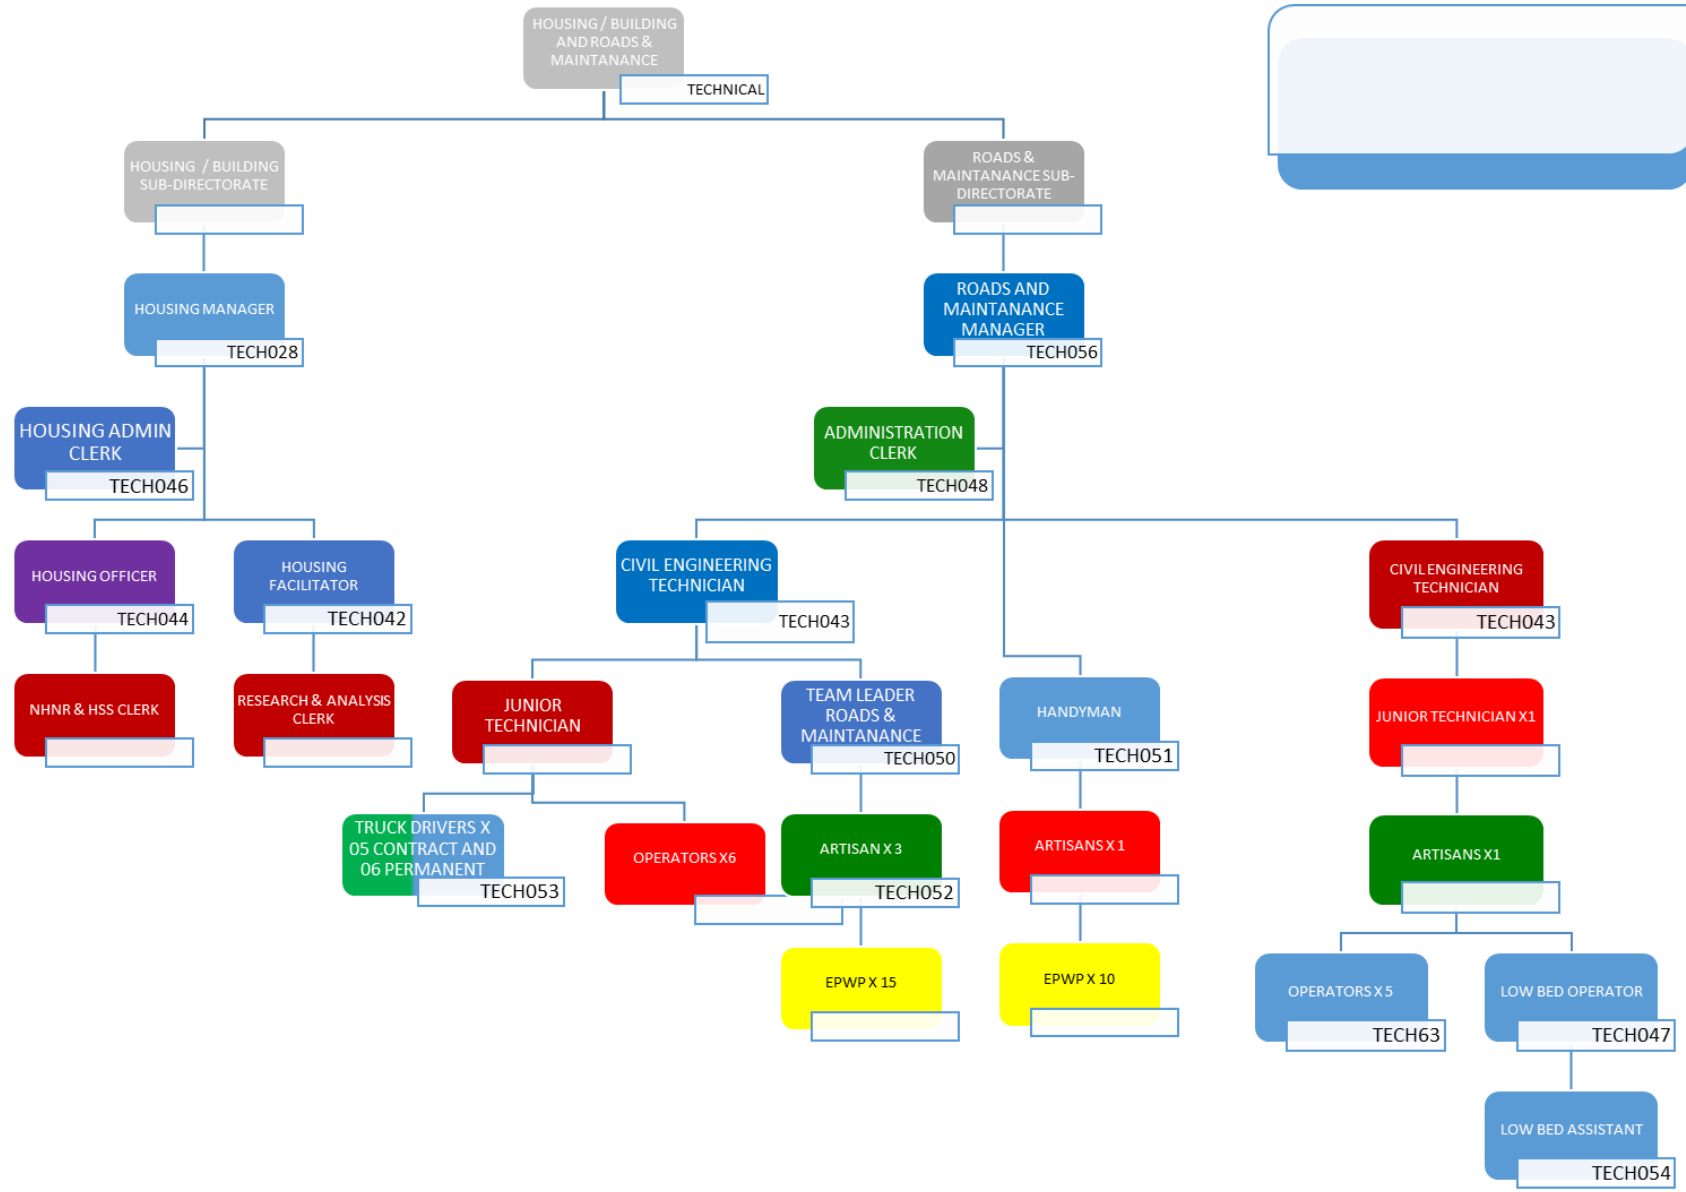 HOUSING / BUILDING
AND ROADS &
MAINTANANCE
TECHNICAL
HOUSING / BUILDING
SUB-DIRECTORATE
ROADS &
MAINTANANCE SUB-
DIRECTORATE
HOUSING MANAGER
TECH028
ROADS AND
MAINTANANCE
MANAGER
TECH056
HOUSING ADMIN
CLERK
TECH046
ADMINISTRATION
CLERK
TECH048
HOUSING OFFICER
TECH044
HOUSING
FACILITATOR
TECH042
CIVIL ENGINEERING
TECHNICIAN
TECH043
CIVIL ENGINEERING
TECHNICIAN
TECH043
NHNR & HSS CLERK
RESEARCH & ANALYSIS
CLERK
JUNIOR
TECHNICIAN
TEAM LEADER
ROADS &
MAINTANANCE
TECH050
HANDYMAN
TECH051
JUNIOR TECHNICIAN X1
TRUCK DRIVERS X
05 CONTRACT AND
06 PERMANENT
TECH053
OPERATORS X6
ARTISAN X 3
TECH052
ARTISANS X 1
ARTISANS X1
EPWP X 15
EPWP X 10
OPERATORS X 5
TECH63
LOW BED OPERATOR
TECH047
LOW BED ASSISTANT
TECH054